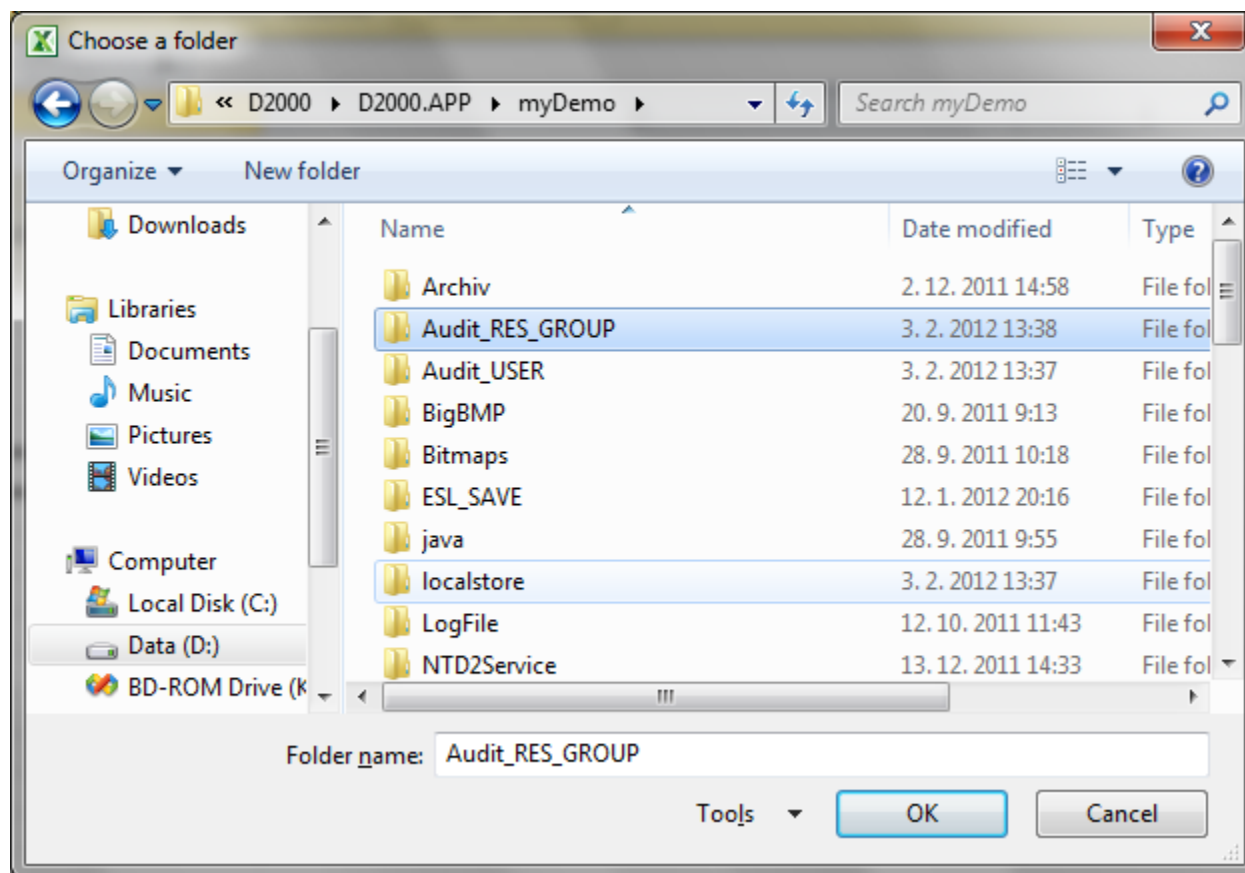 Choose a folder
« D2000 ▸ D2000.APP ▸ myDemo ▸ Search myDemo
Organize New folder
Downloads
Libraries
Documents
Music
Pictures
Videos
Computer
Local Disk (C:)
Data (D:)
BD-ROM Drive (K
Name Date modified Type
Archiv 2. 12. 2011 14:58 File fol
Audit_RES_GROUP 3. 2. 2012 13:38 File fol
Audit_USER 3. 2. 2012 13:37 File fol
BigBMP 20. 9. 2011 9:13 File fol
Bitmaps 28. 9. 2011 10:18 File fol
ESL_SAVE 12. 1. 2012 20:16 File fol
java 28. 9. 2011 9:55 File fol
localstore 3. 2. 2012 13:37 File fol
LogFile 12. 10. 2011 11:43 File fol
NTD2Service 13. 12. 2011 14:33 File fol
Folder name: Audit_RES_GROUP
Tools OK Cancel